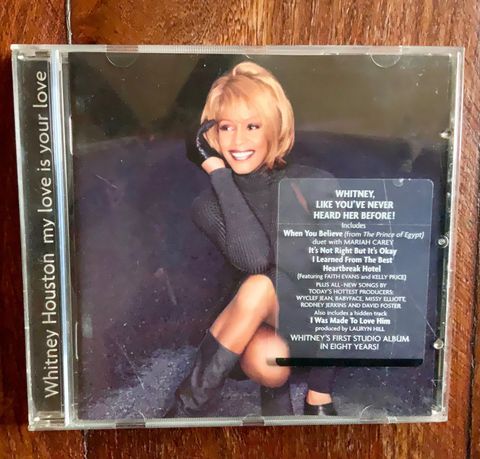 Whitney Houston my love is your love
WHITNEY,
LIKE YOU'VE NEVER
HEARD HER BEFORE!
Includes
When You Believe (from The Prince of Egypt)
duet with MARIAH CAREY
It's Not Right But It's Okay
I Learned From The Best
Heartbreak Hotel
(Featuring FAITH EVANS and KELLY PRICE)
PLUS ALL-NEW SONGS BY
TODAY'S HOTTEST PRODUCERS;
WYCLEF JEAN, BABYFACE, MISSY ELLIOTT,
RODNEY JERKINS AND DAVID FOSTER
Also includes a hidden track
I Was Made To Love Him
produced by LAURYN HILL
WHITNEY'S FIRST STUDIO ALBUM
IN EIGHT YEARS!